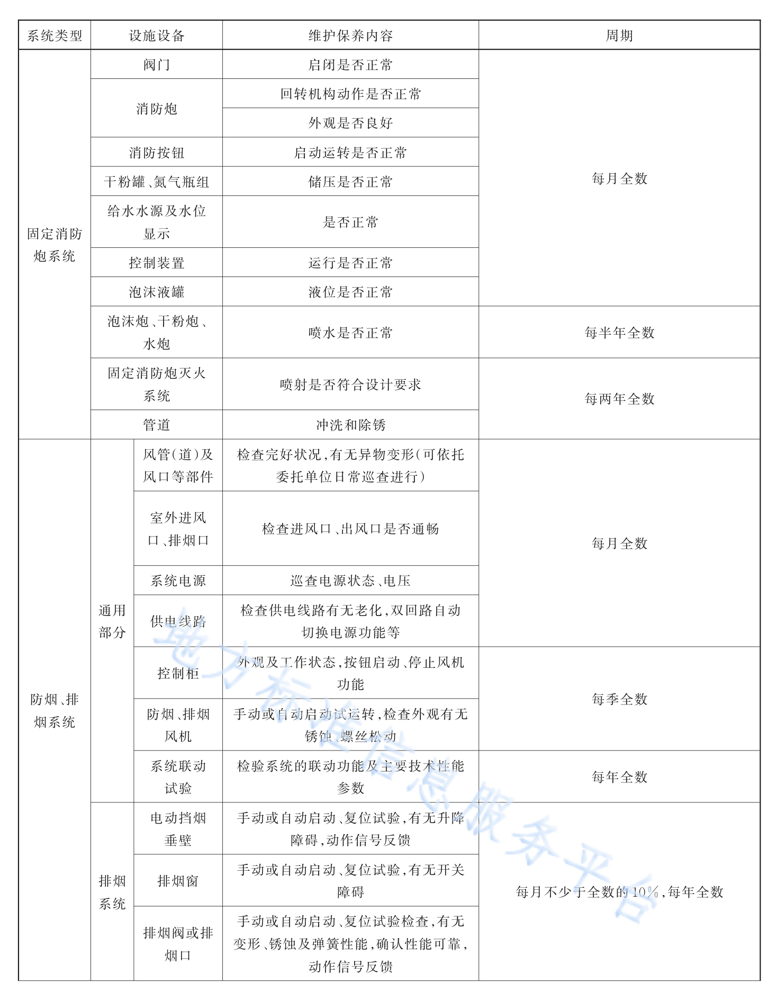 系统类型 设施设备 维护保养内容 周期
阀门 启闭是否正常
回转机构动作是否正常
消防炮
外观是否良好
消防按钮 启动运转是否正常
每月全数
干粉罐、氮气瓶组 储压是否正常
给水水源及水位
是否正常
显示
固定消防
炮系统
控制装置 运行是否正常
泡沫液罐 液位是否正常
泡沫炮、干粉炮、
喷水是否正常 每半年全数
水炮
固定消防炮灭火
喷射是否符合设计要求
系统
每两年全数
管道 冲洗和除锈
风管(道)及 检查完好状况,有无异物变形(可依托
风口等部件 委托单位日常巡查进行)
室外进风
检查进风口、出风口是否通畅
口、排烟口
每月全数
系统电源 巡查电源状态、电压
通用
部分
供电线路
检查供电线路有无老化,双回路自动
切换电源功能等
控制柜
外观及工作状态,按钮启动、停止风机
功能
防烟、排
烟系统
每季全数
防烟、排烟 手动或自动启动试运转,检查外观有无
风机 锈蚀、螺丝松动
系统联动 检验系统的联动功能及主要技术性能
每年全数
试验 参数
电动挡烟 手动或自动启动、复位试验,有无升降
垂壁 障碍,动作信号反馈
排烟
系统
排烟窗
手动或自动启动、复位试验,有无开关
障碍
每月不少于全数的10%,每年全数
手动或自动启动、复位试验检查,有无
排烟阀或排
变形、锈蚀及弹簧性能,确认性能可靠,
烟口
动作信号反馈
地方标准信息服务平台